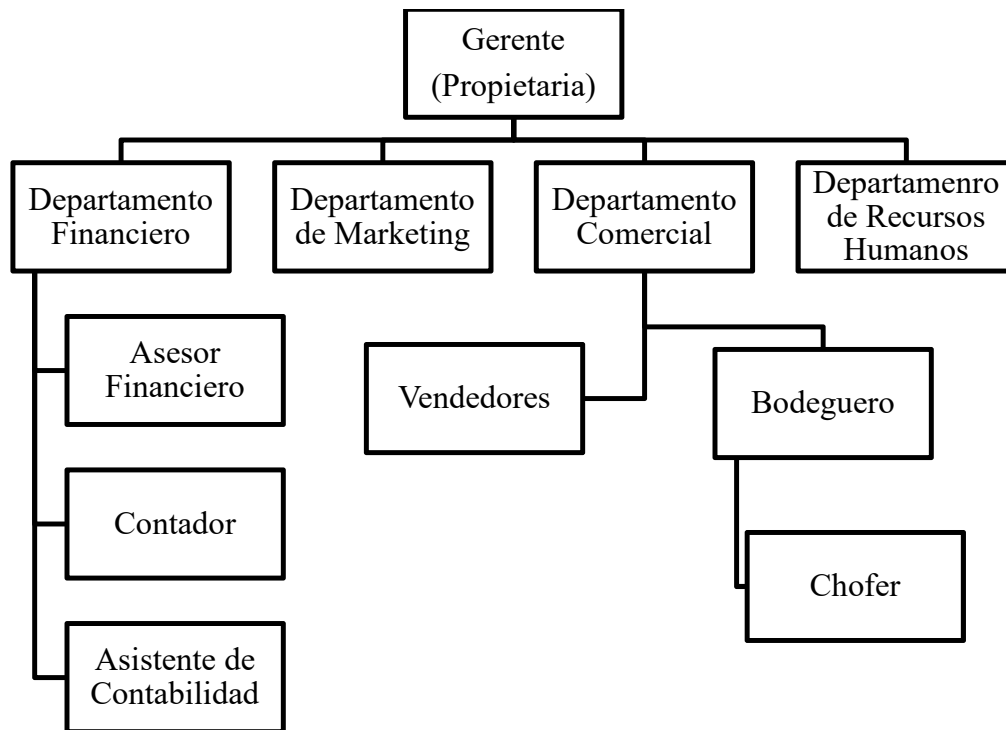 Gerente
(Propietaria)
Departamento
Financiero
Departamento
de Marketing
Departamento
Comercial
Departamenro
de Recursos
Humanos
Asesor
Financiero
Vendedores
Bodeguero
Contador
Chofer
Asistente de
Contabilidad